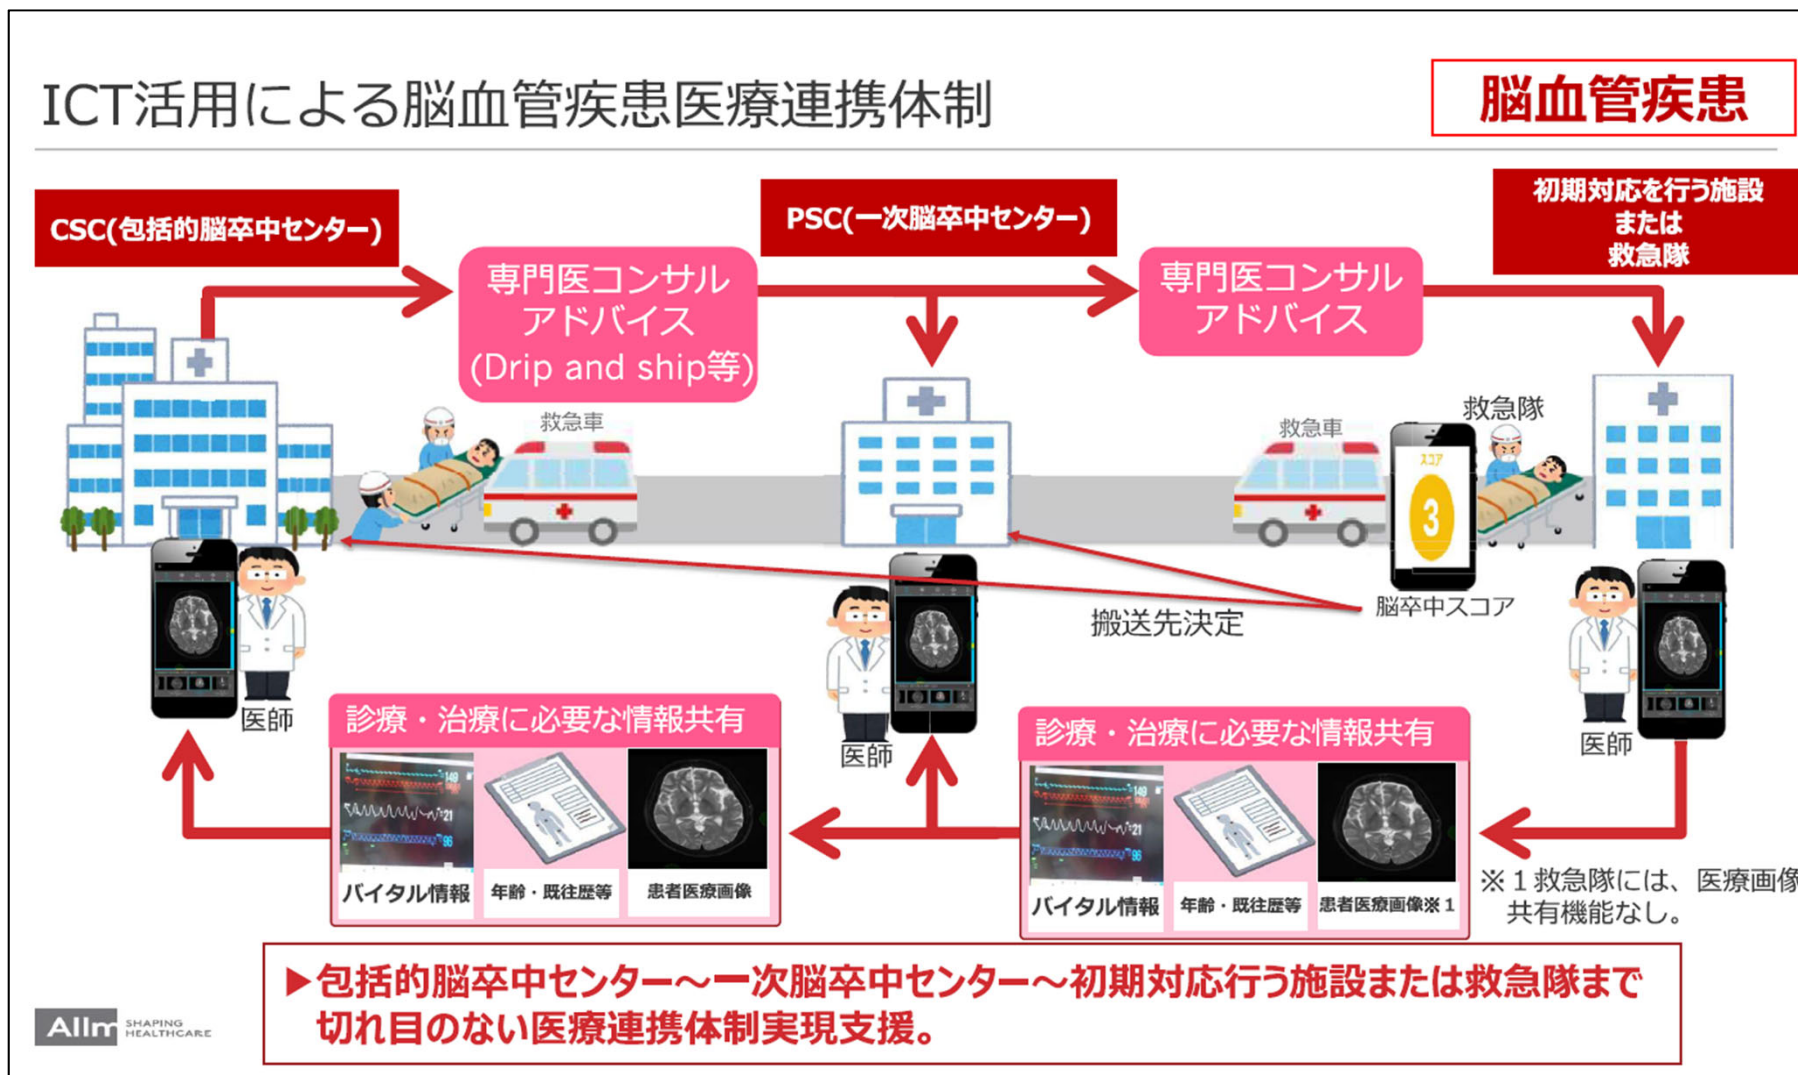 ICT活用による脳血管疾患医療連携体制
脳血管疾患
CSC(包括的脳卒中センター)
PSC(一次脳卒中センター)
初期対応を行う施設
または
救急隊
専門医コンサル
アドバイス
(Drip and ship等)
専門医コンサル
アドバイス
救急車
救急車
救急隊
スコア
3
脳卒中スコア
搬送先決定
医師
医師
医師
診療・治療に必要な情報共有
149
21
96
バイタル情報
年齢・既往歴等
患者医療画像
診療・治療に必要な情報共有
149
21
96
バイタル情報
年齢・既往歴等
患者医療画像※1
※1救急隊には、医療画像
共有機能なし。
▶包括的脳卒中センター～一次脳卒中センター～初期対応行う施設または救急隊まで
切れ目のない医療連携体制実現支援。
Allm
SHAPING
HEALTHCARE